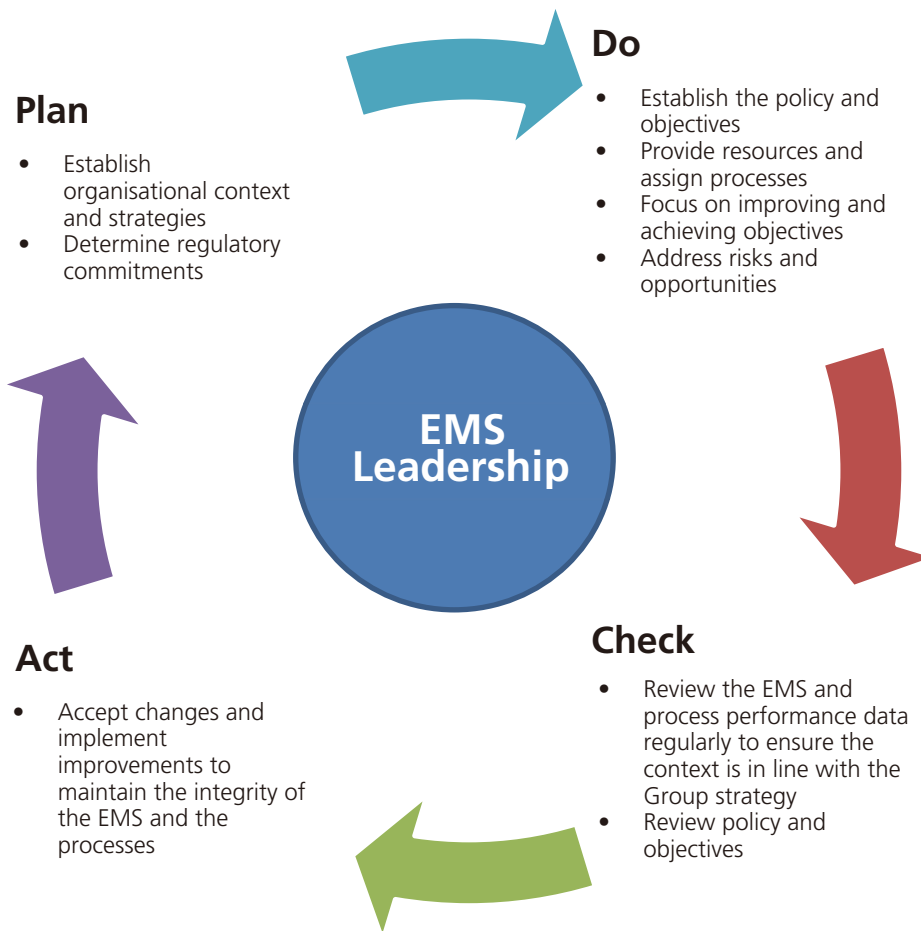 Plan
• Establish
organisational context
and strategies
• Determine regulatory
commitments
Do
• Establish the policy and
objectives
• Provide resources and
assign processes
• Focus on improving and
achieving objectives
• Address risks and
opportunities
EMS
Leadership
Check
• Review the EMS and
process performance data
regularly to ensure the
context is in line with the
Group strategy
• Review policy and
objectives
Act
• Accept changes and
implement
improvements to
maintain the integrity of
the EMS and the
processes